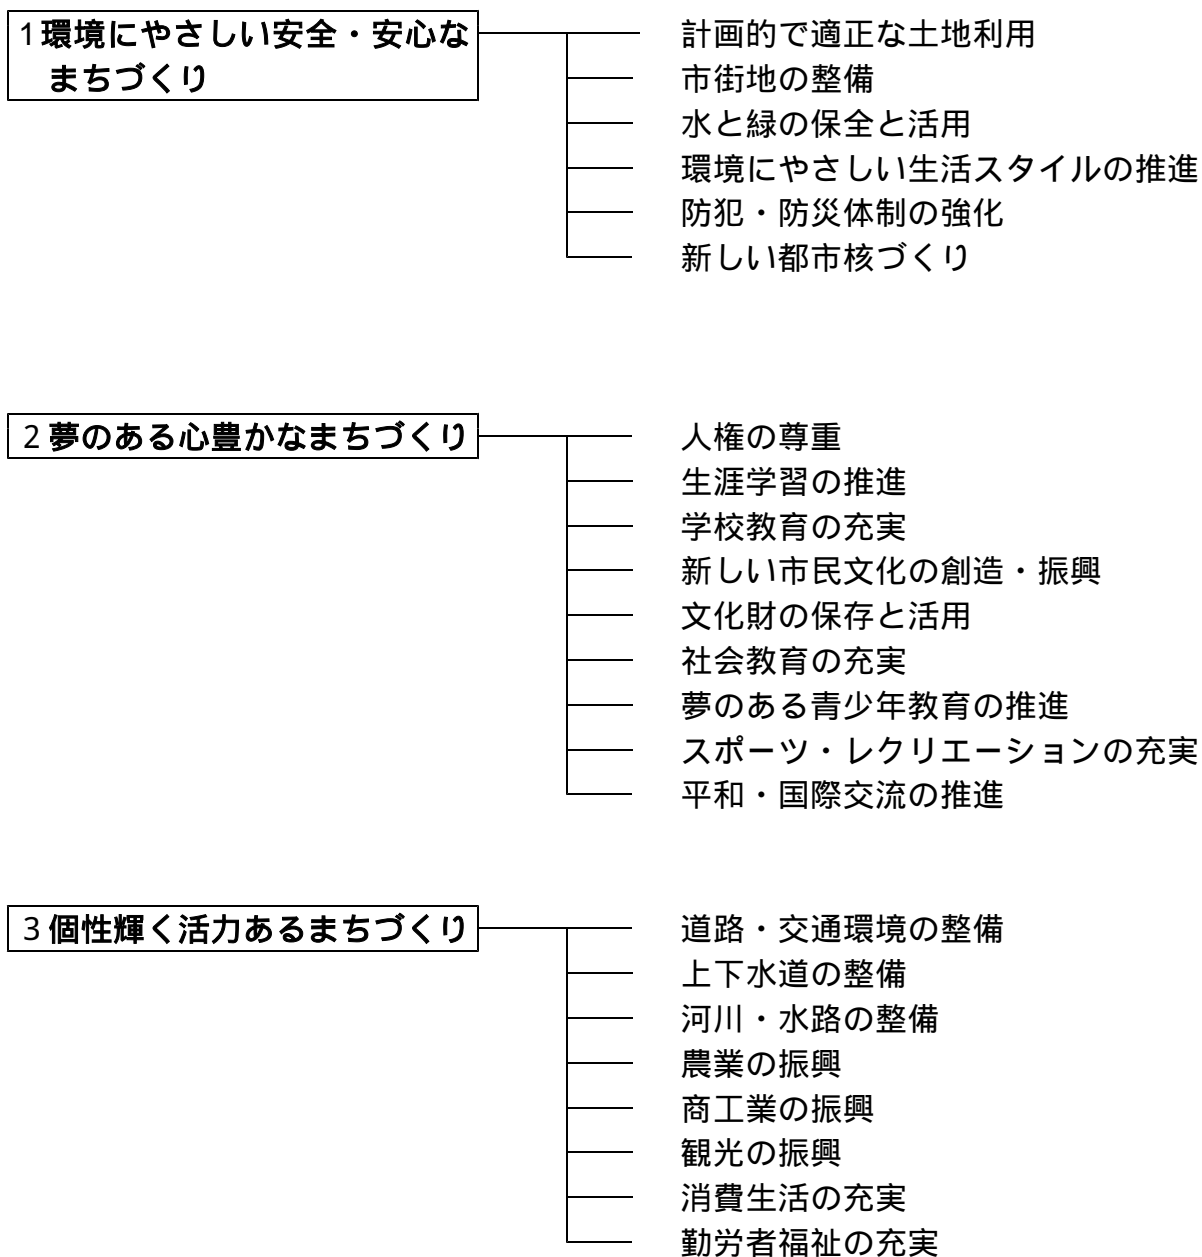 1環境にやさしい安全・安心な
まちづくり
計画的で適正な土地利用
市街地の整備
水と緑の保全と活用
環境にやさしい生活スタイルの推進
防犯・防災体制の強化
新しい都市核づくり
2夢のある心豊かなまちづくり
人権の尊重
生涯学習の推進
学校教育の充実
新しい市民文化の創造・振興
文化財の保存と活用
社会教育の充実
夢のある青少年教育の推進
スポーツ・レクリエーションの充実
平和・国際交流の推進
3個性輝く活力あるまちづくり
道路・交通環境の整備
上下水道の整備
河川・水路の整備
農業の振興
商工業の振興
観光の振興
消費生活の充実
勤労者福祉の充実